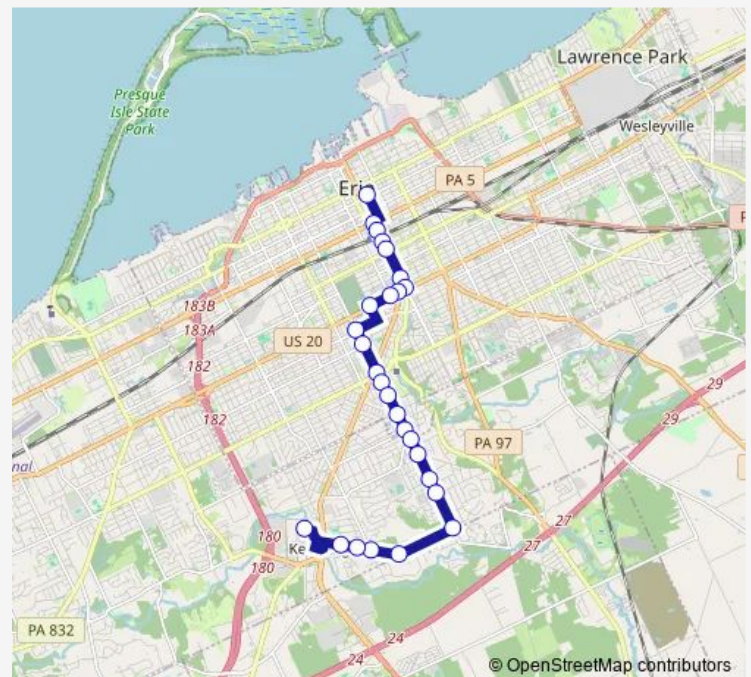 Lawrence Park
Presque
Isle State
Park
Wesleyville
PA 5
Eri
183B
183A
US 20
182
29
182
29
PA 97
nal
27
180
27
Ke
180
PA 832
24
24
© OpenStreetMap contributors